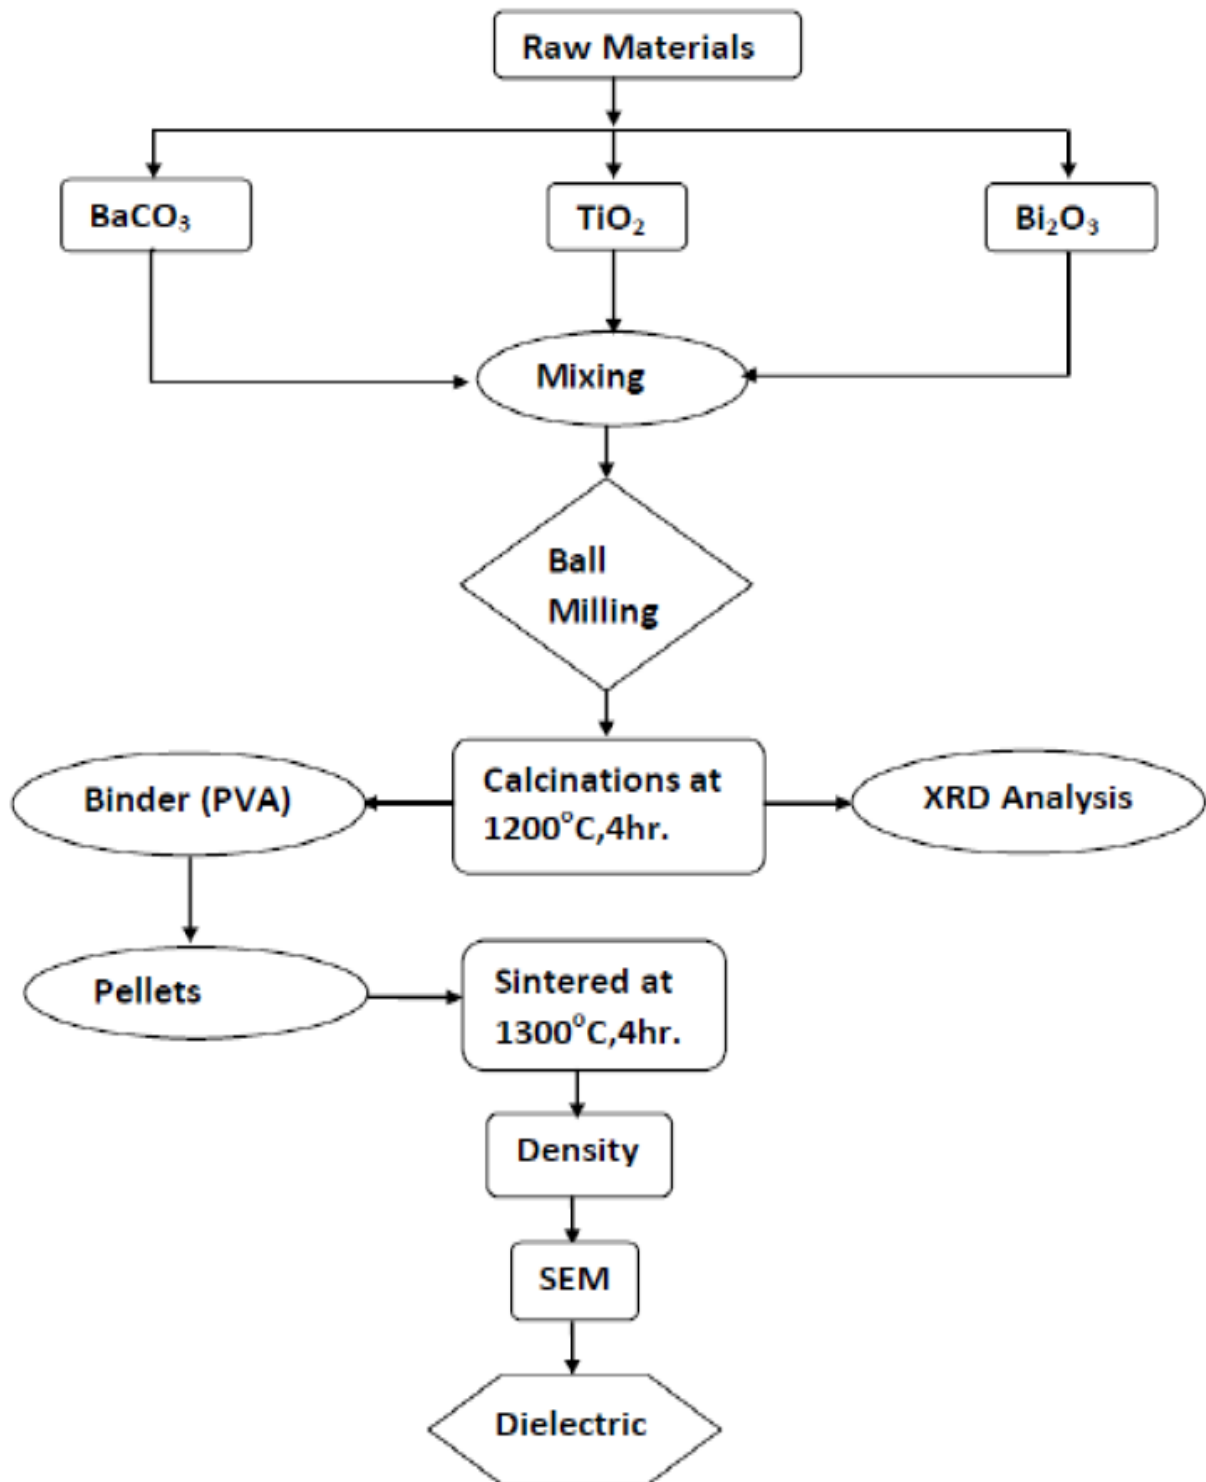 Raw Materials
BaCO₃
TiO₂
Bi₂O₃
Mixing
Ball
Milling
Calcinations at
1200°C,4hr.
Binder (PVA)
XRD Analysis
Pellets
Sintered at
1300°C,4hr.
Density
SEM
Dielectric